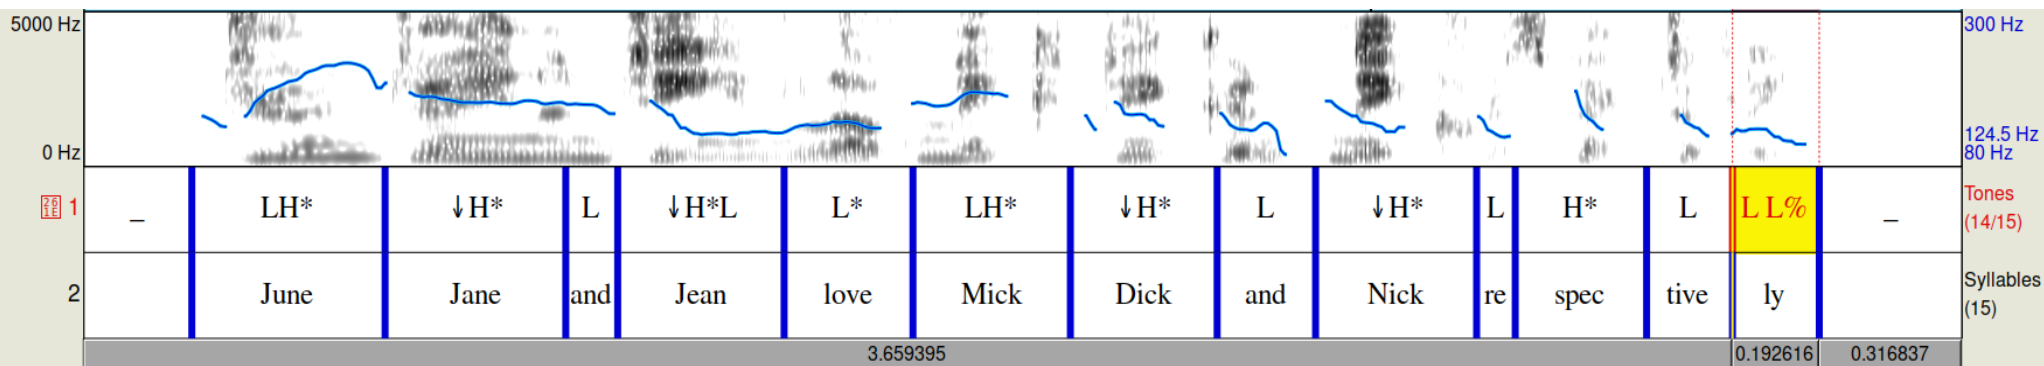 5000 Hz 300 Hz
124.5 Hz
0 Hz 80 Hz
261E 1 _ LH* ↓H* L ↓H*L L* LH* ↓H* L ↓H* L H* L L L% _ Tones (14/15)
2 June Jane and Jean love Mick Dick and Nick re spec tive ly Syllables (15)
3.659395 0.192616 0.316837